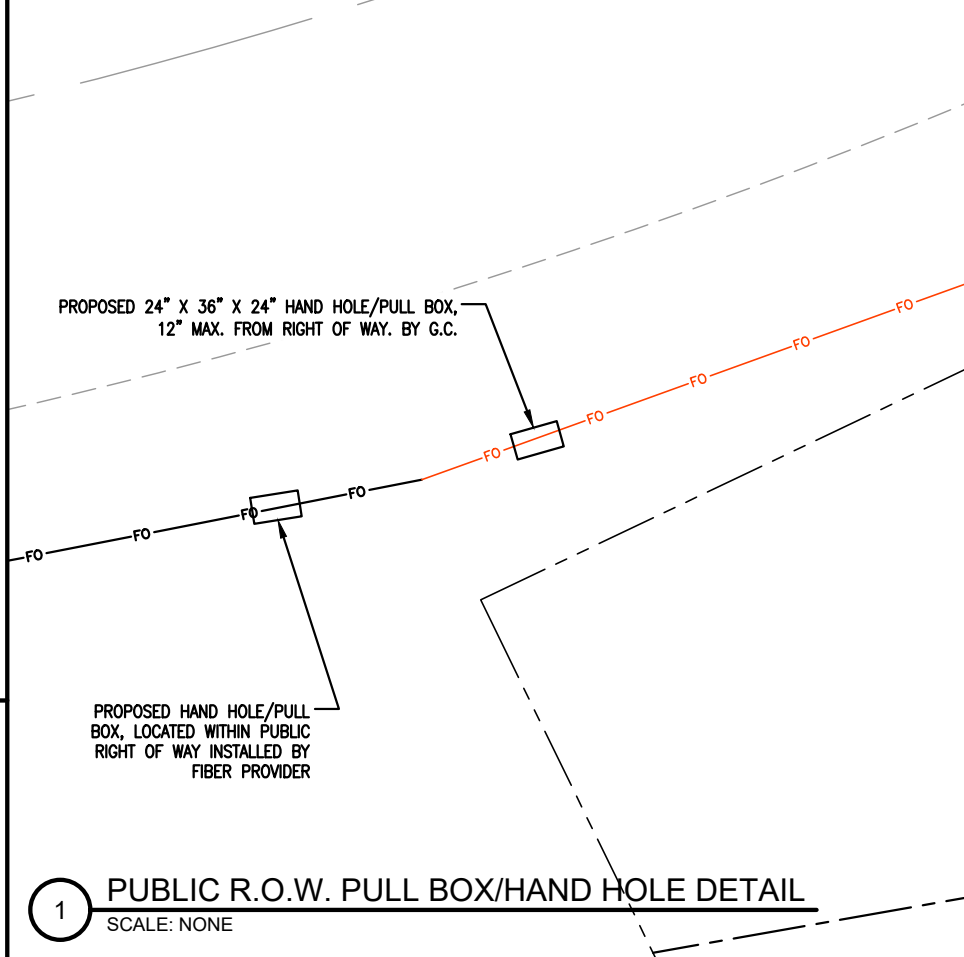 PROPOSED 24" X 36" X 24" HAND HOLE/PULL BOX,
12" MAX. FROM RIGHT OF WAY. BY G.C.
FO
FO
FO
FO
FO
FO
FO
FO
FO
PROPOSED HAND HOLE/PULL
BOX, LOCATED WITHIN PUBLIC
RIGHT OF WAY INSTALLED BY
FIBER PROVIDER
1
PUBLIC R.O.W. PULL BOX/HAND HOLE DETAIL
SCALE: NONE